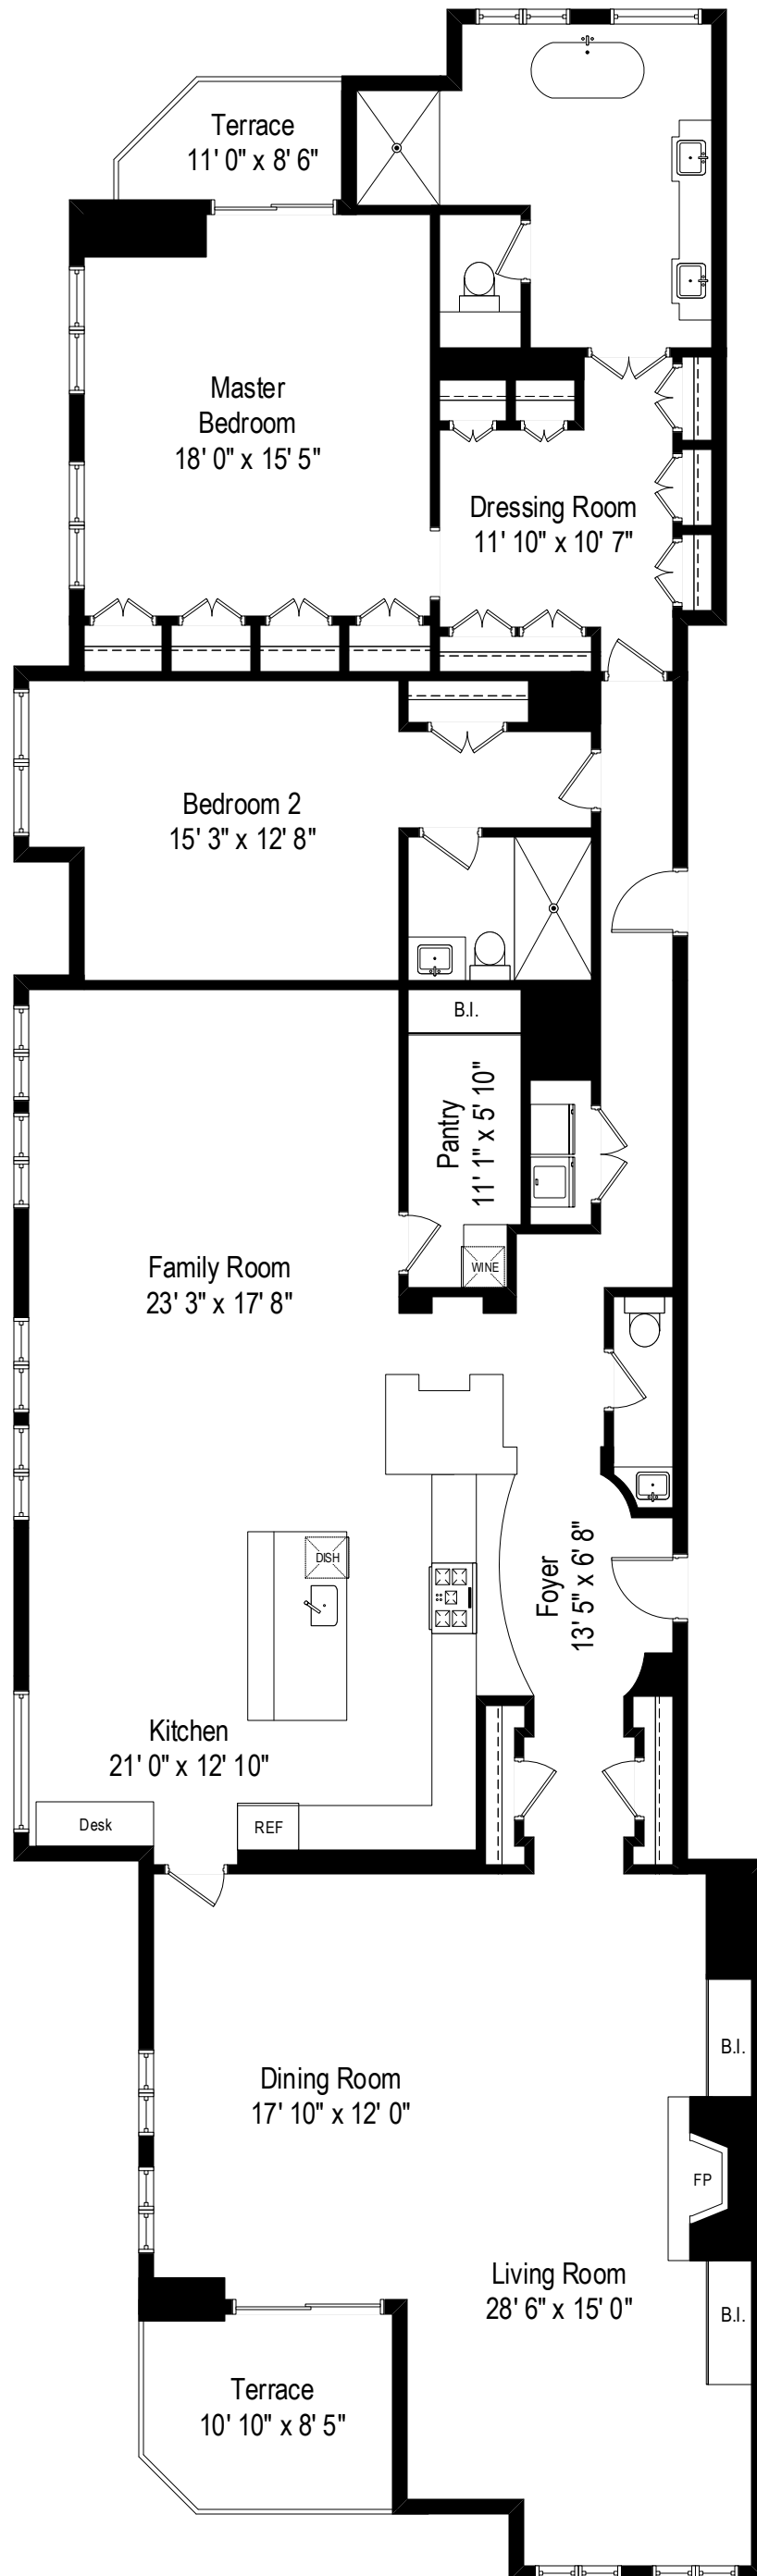 Terrace
11' 0" x 8' 6"
Master
Bedroom
18' 0" x 15' 5"
Dressing Room
11' 10" x 10' 7"
Bedroom 2
15' 3" x 12' 8"
B.I.
Pantry
11' 1" x 5' 10"
WINE
Family Room
23' 3" x 17' 8"
DISH
Foyer
13' 5" x 6' 8"
Kitchen
21' 0" x 12' 10"
Desk
REF
B.I.
Dining Room
17' 10" x 12' 0"
FP
Living Room
28' 6" x 15' 0"
B.I.
Terrace
10' 10" x 8' 5"